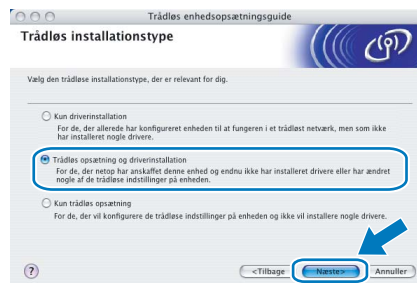 Trådløs enhedsopsætningsguide
Trådløs installationstype
Vælg den trådløse installationstype, der er relevant for dig.
Kun driverinstallation
For de, der allerede har konfigureret enheden til at fungeren i et trådløst netværk, men som ikke
har installeret nogle drivere.
Trådløs opsætning og driverinstallation
For de, der netop har anskaffet denne enhed og endnu ikke har installeret drivere eller har ændret
nogle af de trådløse indstillinger på enheden.
Kun trådløs opsætning
For de, der vil konfigurere de trådløse indstillinger på enheden og ikke vil installere nogle drivere.
?
<Tilbage Næste> Annuller